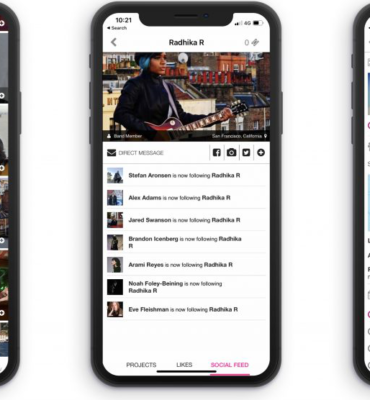 10:21
Search
Radhika R
0
Band Member
San Francisco, California
DIRECT MESSAGE
Stefan Aronsen is now following Radhika R
Alex Adams is now following Radhika R
Jared Swanson is now following Radhika R
Brandon Icenberg is now following Radhika
R
Arami Reyes is now following Radhika R
Noah Foley-Beining is now following
Radhika R
Eve Fleishman is now following Radhika R
PROJECTS
LIKES
SOCIAL FEED